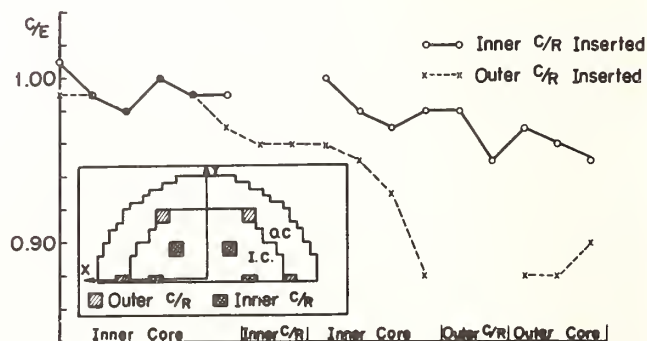 C/E
Inner C/R Inserted
Outer C/R Inserted
1.00
0.90
Y
X
O.C
I.C.
Outer C/R
Inner C/R
Inner Core
Inner C/R
Inner Core
Outer C/R
Outer Core